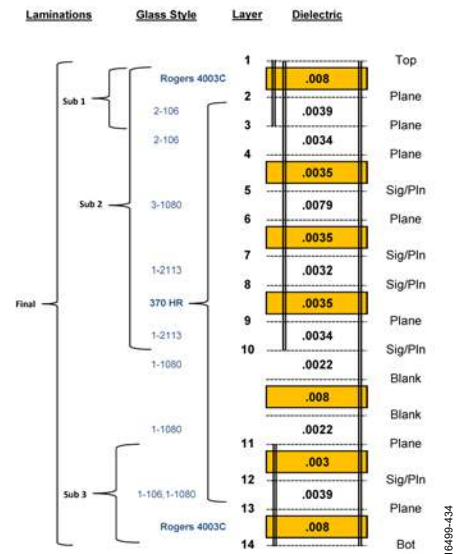 Laminations Glass Style Layer Dielectric
1 Top
Rogers 4003C .008
Sub 1 2 Plane
2-106 .0039
3 Plane
2-106 .0034
4 Plane
.0035
5 Sig/Pln
Sub 2 3-1080 .0079
6 Plane
.0035
7 Sig/Pln
1-2113 .0032
8 Sig/Pln
Final 370 HR .0035
9 Plane
1-2113 .0034
10 Sig/Pln
1-1080 .0022
Blank
.008
Blank
1-1080 .0022
11 Plane
.003
12 Sig/Pln
Sub 3 1-106,1-1080 .0039
13 Plane
Rogers 4003C .008
14 Bot
16499-434